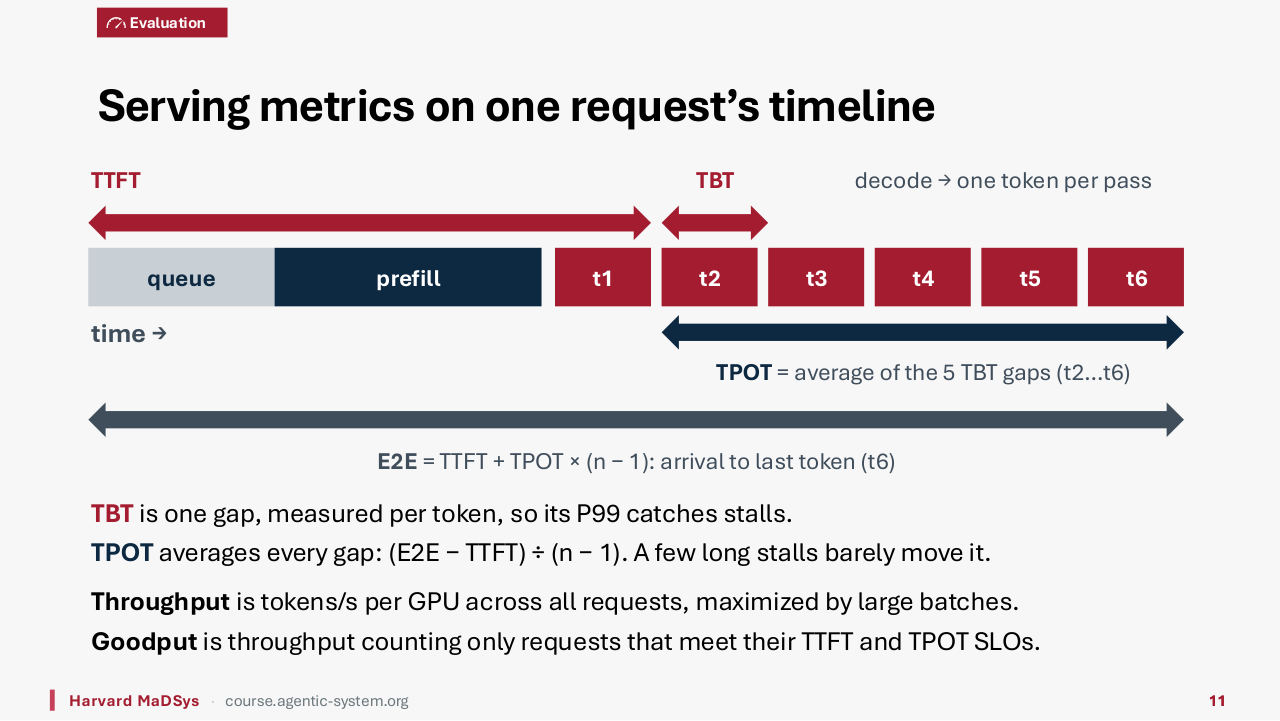 Evaluation
Serving metrics on one request’s timeline
TTFT
TBT
decode → one token per pass
queue
prefill
t1
t2
t3
t4
t5
t6
time →
TPOT = average of the 5 TBT gaps (t2…t6)
E2E = TTFT + TPOT × (n − 1): arrival to last token (t6)
TBT is one gap, measured per token, so its P99 catches stalls.
TPOT averages every gap: (E2E − TTFT) ÷ (n − 1). A few long stalls barely move it.
Throughput is tokens/s per GPU across all requests, maximized by large batches.
Goodput is throughput counting only requests that meet their TTFT and TPOT SLOs.
Harvard MaDSys · course.agentic-system.org
11